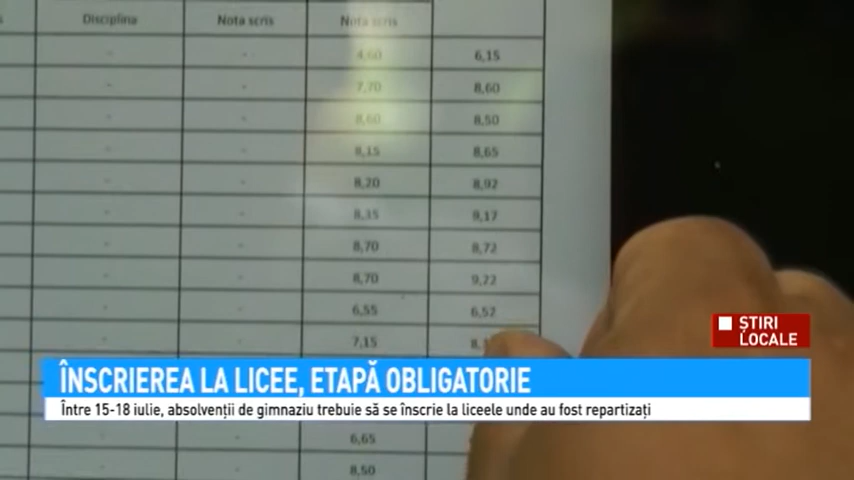 Disciplina Nota scris Nota scris
- - 4,60 6,15
- - 7,70 8,60
- - 8,60 8,50
- - 8,15 8,65
- - 8,20 8,92
- - 8,35 8,17
- - 8,70 8,72
- - 8,70 9,22
- - 6,55 6,52
- - 7,15
ȘTIRI
LOCALE
ÎNSCRIEREA LA LICEE, ETAPĂ OBLIGATORIE
Între 15-18 iulie, absolvenții de gimnaziu trebuie să se înscrie la liceele unde au fost repartizați
- - 6,65
- - 8,50